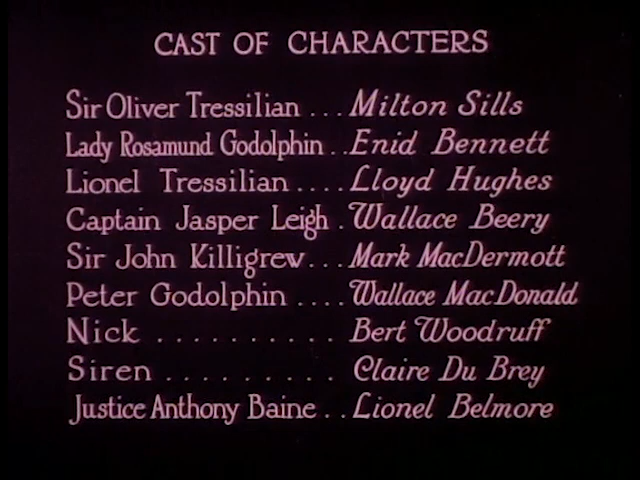 CAST OF CHARACTERS
Sir Oliver Tressilian ... Milton Sills
Lady Rosamund Godolphin .. Enid Bennett
Lionel Tressilian .... Lloyd Hughes
Captain Jasper Leigh . Wallace Beery
Sir John Killigrew ... Mark MacDermott
Peter Godolphin .... Wallace MacDonald
Nick .......... Bert Woodruff
Siren .......... Claire Du Brey
Justice Anthony Baine .. Lionel Belmore